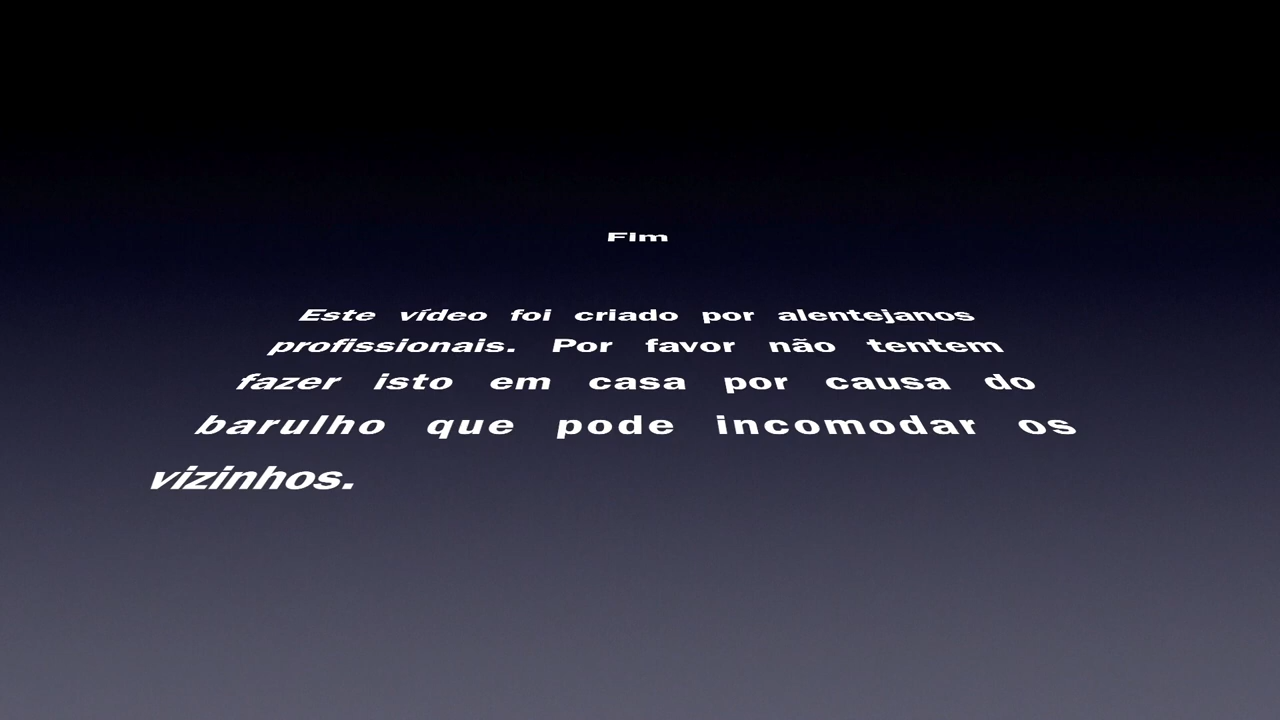 Fim
Este vídeo foi criado por alentejanos
profissionais. Por favor não tentem
fazer isto em casa por causa do
barulho que pode incomodar os
vizinhos.